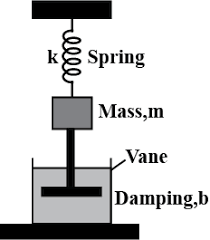 k Spring
Mass,m
Vane
Damping,b